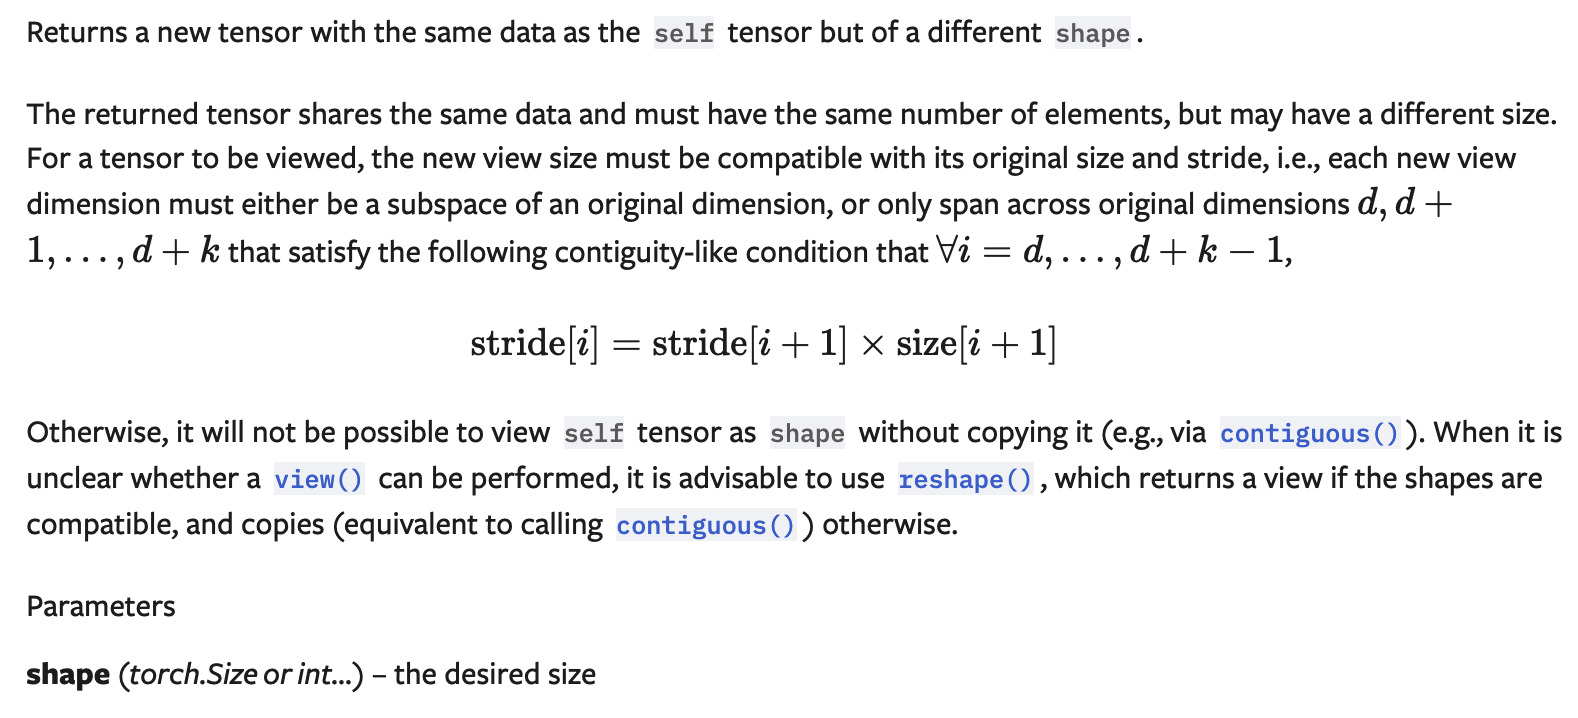 Returns a new tensor with the same data as the self tensor but of a different shape.
The returned tensor shares the same data and must have the same number of elements, but may have a different size.
For a tensor to be viewed, the new view size must be compatible with its original size and stride, i.e., each new view
dimension must either be a subspace of an original dimension, or only span across original dimensions d, d +
1, . . . , d + k that satisfy the following contiguity-like condition that ∀i = d, . . . , d + k − 1,
stride[i] = stride[i + 1] × size[i + 1]
Otherwise, it will not be possible to view self tensor as shape without copying it (e.g., via contiguous()). When it is
unclear whether a view() can be performed, it is advisable to use reshape(), which returns a view if the shapes are
compatible, and copies (equivalent to calling contiguous()) otherwise.
Parameters
shape (torch.Size or int...) – the desired size